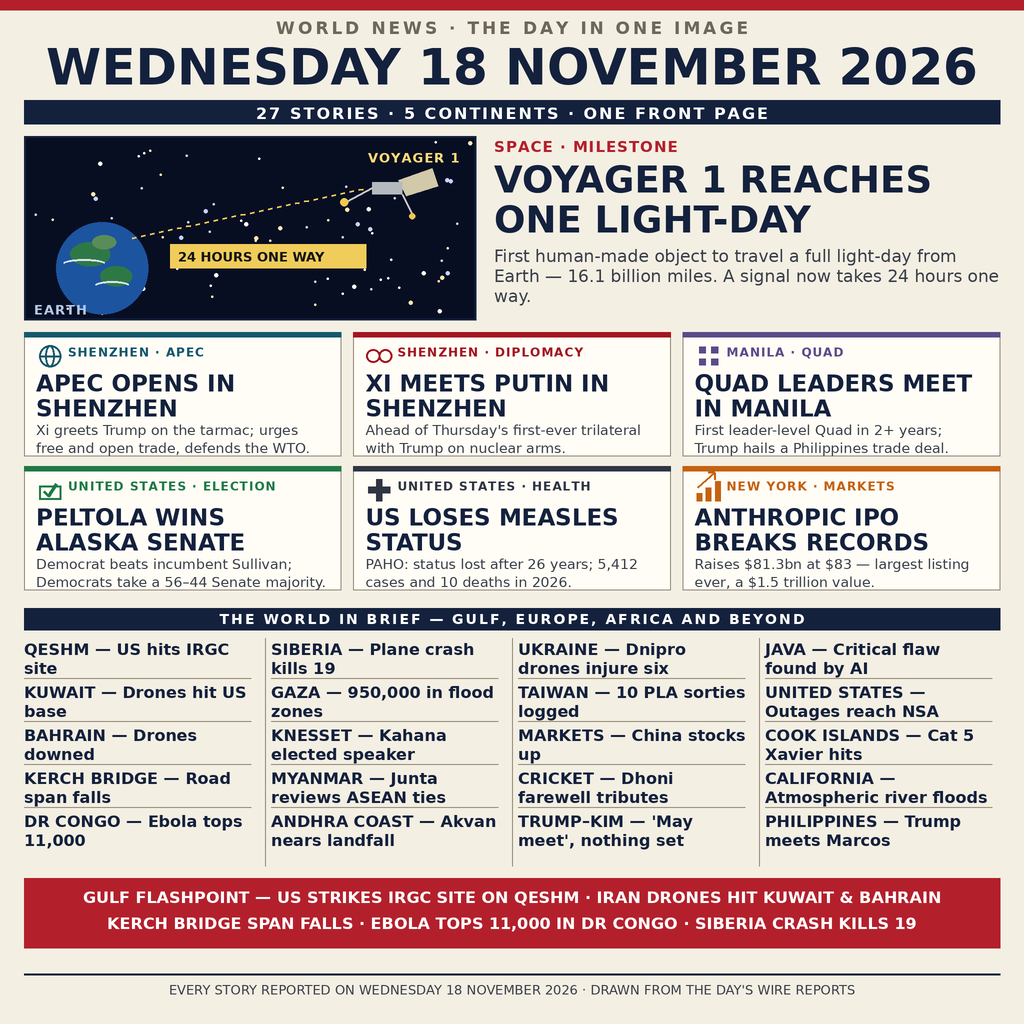 WORLD NEWS · THE DAY IN ONE IMAGE
WEDNESDAY 18 NOVEMBER 2026
27 STORIES · 5 CONTINENTS · ONE FRONT PAGE
VOYAGER 1
24 HOURS ONE WAY
EARTH
SPACE · MILESTONE
VOYAGER 1 REACHES
ONE LIGHT-DAY
First human-made object to travel a full light-day from
Earth — 16.1 billion miles. A signal now takes 24 hours one
way.
SHENZHEN · APEC
APEC OPENS IN
SHENZHEN
Xi greets Trump on the tarmac; urges
free and open trade, defends the WTO.
SHENZHEN · DIPLOMACY
XI MEETS PUTIN IN
SHENZHEN
Ahead of Thursday's first-ever trilateral
with Trump on nuclear arms.
MANILA · QUAD
QUAD LEADERS MEET
IN MANILA
First leader-level Quad in 2+ years;
Trump hails a Philippines trade deal.
UNITED STATES · ELECTION
PELTOLA WINS
ALASKA SENATE
Democrat beats incumbent Sullivan;
Democrats take a 56–44 Senate majority.
UNITED STATES · HEALTH
US LOSES MEASLES
STATUS
PAHO: status lost after 26 years; 5,412
cases and 10 deaths in 2026.
NEW YORK · MARKETS
ANTHROPIC IPO
BREAKS RECORDS
Raises $81.3bn at $83 — largest listing
ever, a $1.5 trillion value.
THE WORLD IN BRIEF — GULF, EUROPE, AFRICA AND BEYOND
QESHM — US hits IRGC
site
KUWAIT — Drones hit US
base
BAHRAIN — Drones
downed
KERCH BRIDGE — Road
span falls
DR CONGO — Ebola tops
11,000
SIBERIA — Plane crash
kills 19
GAZA — 950,000 in flood
zones
KNESSET — Kahana
elected speaker
MYANMAR — Junta
reviews ASEAN ties
ANDHRA COAST — Akvan
nears landfall
UKRAINE — Dnipro
drones injure six
TAIWAN — 10 PLA sorties
logged
MARKETS — China stocks
up
CRICKET — Dhoni
farewell tributes
TRUMP–KIM — 'May
meet', nothing set
JAVA — Critical flaw
found by AI
UNITED STATES —
Outages reach NSA
COOK ISLANDS — Cat 5
Xavier hits
CALIFORNIA —
Atmospheric river floods
PHILIPPINES — Trump
meets Marcos
GULF FLASHPOINT — US STRIKES IRGC SITE ON QESHM · IRAN DRONES HIT KUWAIT & BAHRAIN
KERCH BRIDGE SPAN FALLS · EBOLA TOPS 11,000 IN DR CONGO · SIBERIA CRASH KILLS 19
EVERY STORY REPORTED ON WEDNESDAY 18 NOVEMBER 2026 · DRAWN FROM THE DAY'S WIRE REPORTS